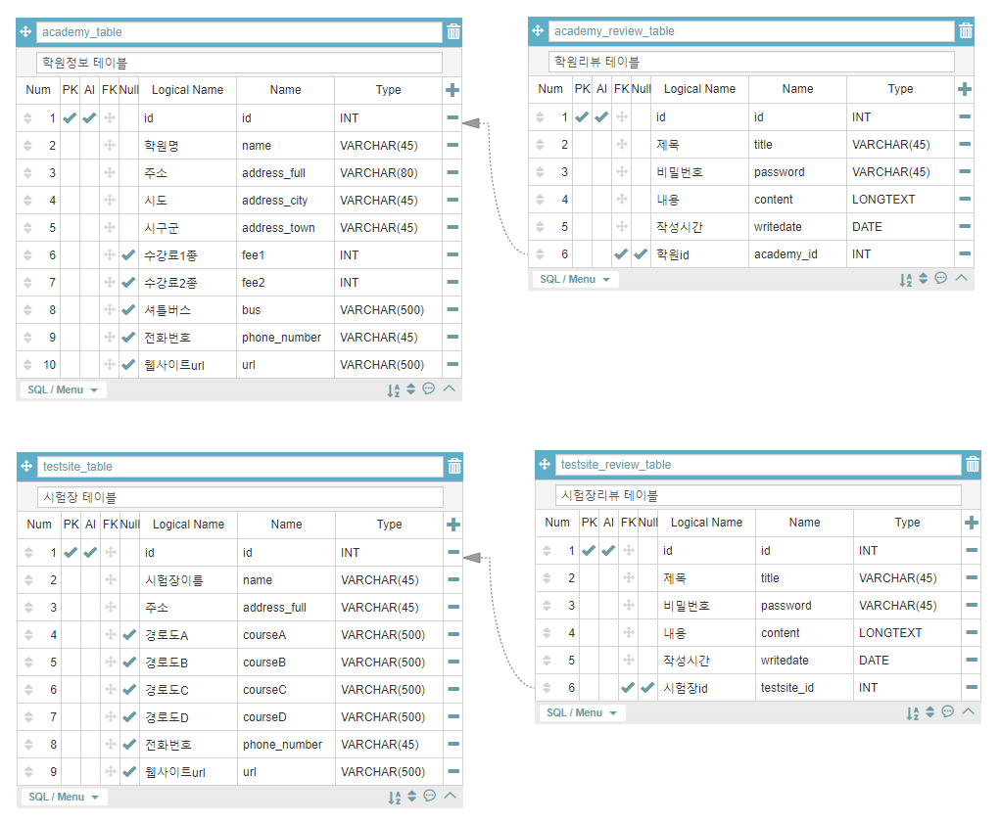 academy_table
학원정보 테이블
Num PK AI FK Null Logical Name Name Type
1 id id INT
2 학원명 name VARCHAR(45)
3 주소 address_full VARCHAR(80)
4 시도 address_city VARCHAR(45)
5 시구군 address_town VARCHAR(45)
6 수강료1종 fee1 INT
7 수강료2종 fee2 INT
8 셔틀버스 bus VARCHAR(500)
9 전화번호 phone_number VARCHAR(45)
10 웹사이트url url VARCHAR(500)
SQL / Menu
academy_review_table
학원리뷰 테이블
Num PK AI FK Null Logical Name Name Type
1 id id INT
2 제목 title VARCHAR(45)
3 비밀번호 password VARCHAR(45)
4 내용 content LONGTEXT
5 작성시간 writedate DATE
6 학원id academy_id INT
SQL / Menu
testsite_table
시험장 테이블
Num PK AI FK Null Logical Name Name Type
1 id id INT
2 시험장이름 name VARCHAR(45)
3 주소 address_full VARCHAR(45)
4 경로도A courseA VARCHAR(500)
5 경로도B courseB VARCHAR(500)
6 경로도C courseC VARCHAR(500)
7 경로도D courseD VARCHAR(500)
8 전화번호 phone_number VARCHAR(45)
9 웹사이트url url VARCHAR(500)
SQL / Menu
testsite_review_table
시험장리뷰 테이블
Num PK AI FK Null Logical Name Name Type
1 id id INT
2 제목 title VARCHAR(45)
3 비밀번호 password VARCHAR(45)
4 내용 content LONGTEXT
5 작성시간 writedate DATE
6 시험장id testsite_id INT
SQL / Menu